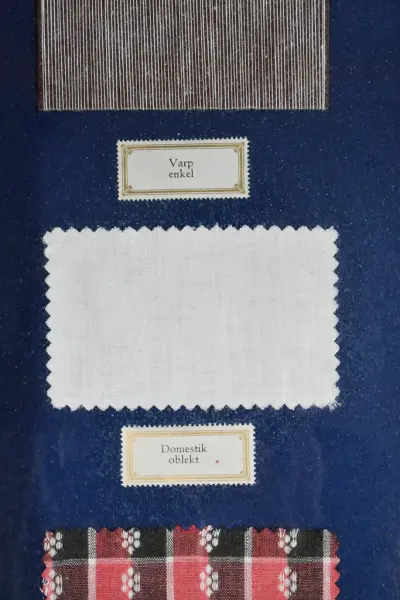 Varp
enkel
Domestik
oblekt